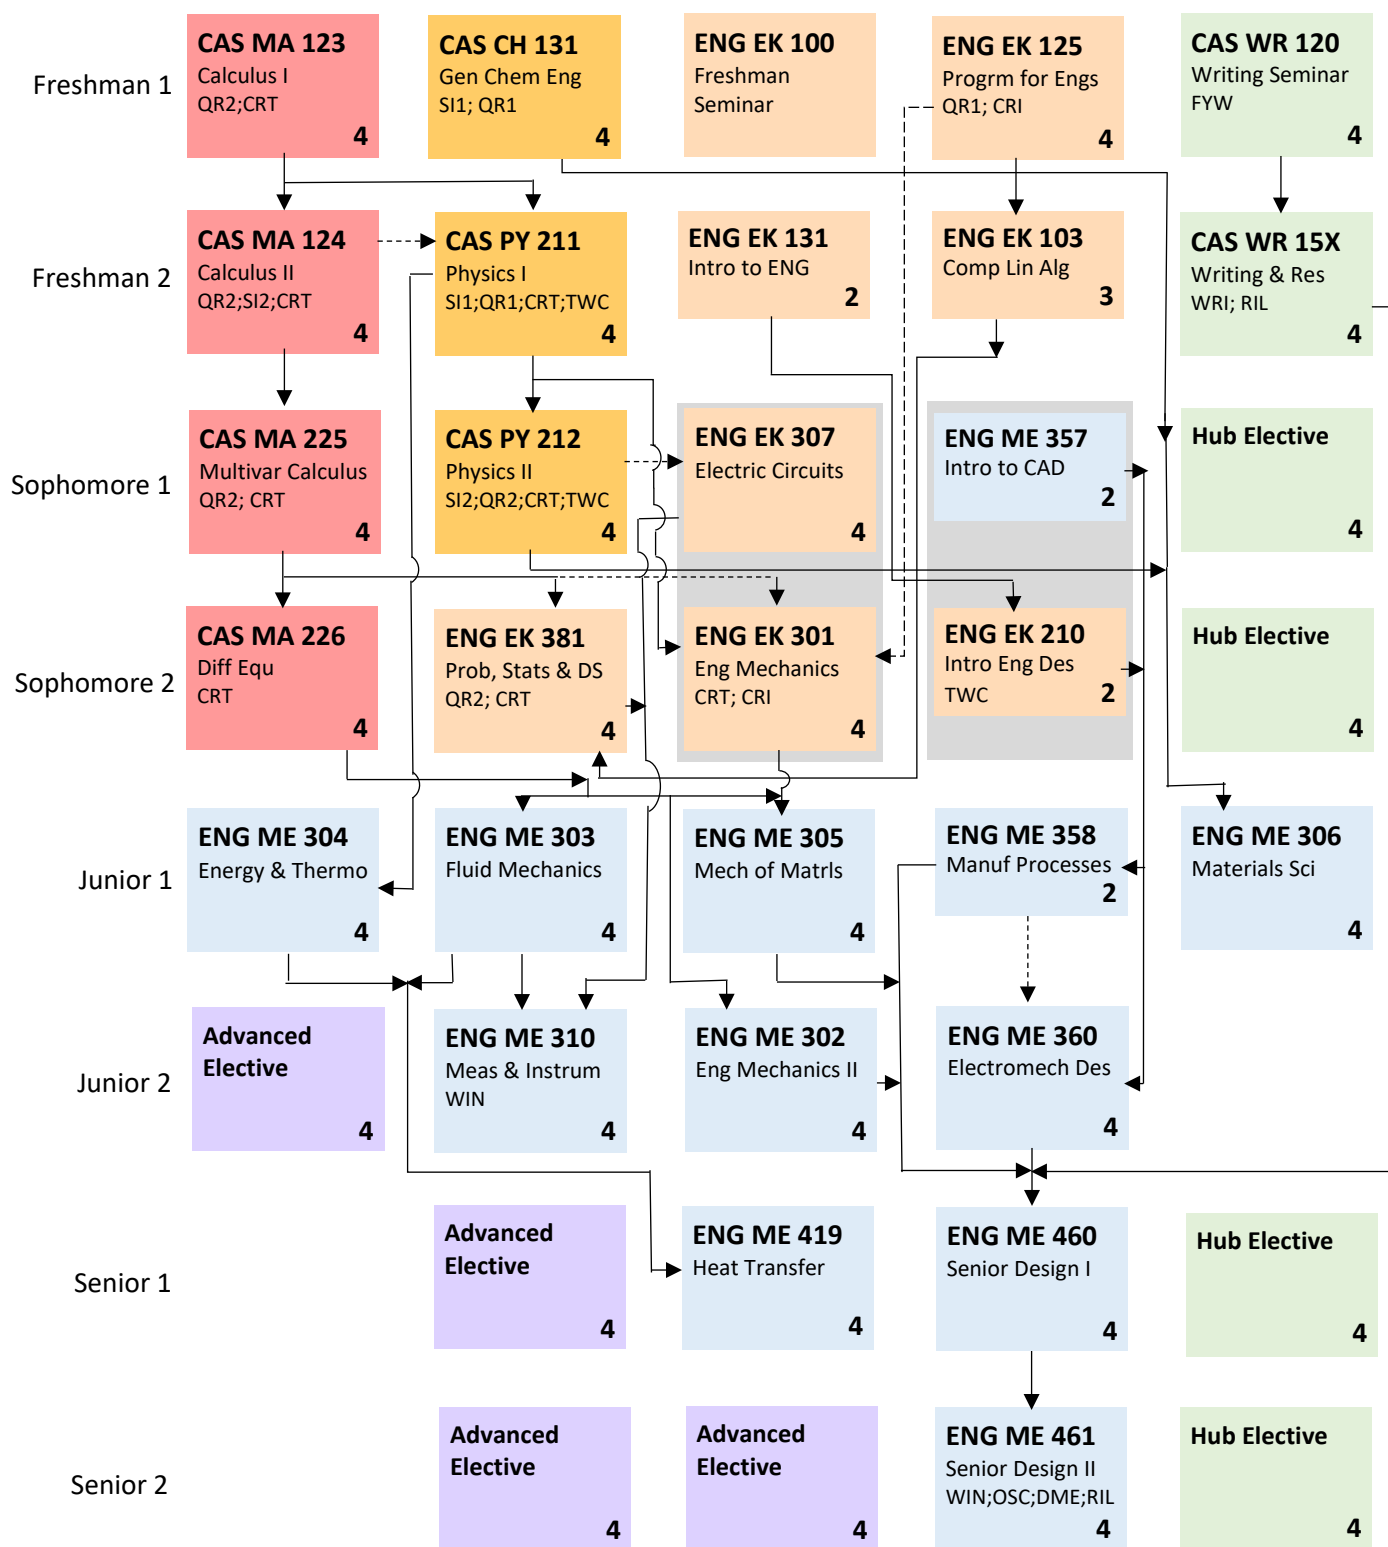 Freshman 1
CAS MA 123
Calculus I
QR2;CRT
4
CAS CH 131
Gen Chem Eng
SI1; QR1
4
ENG EK 100
Freshman
Seminar
ENG EK 125
Progrm for Engs
QR1; CRI
4
CAS WR 120
Writing Seminar
FYW
4
Freshman 2
CAS MA 124
Calculus II
QR2;SI2;CRT
4
CAS PY 211
Physics I
SI1;QR1;CRT;TWC
4
ENG EK 131
Intro to ENG
2
ENG EK 103
Comp Lin Alg
3
CAS WR 15X
Writing & Res
WRI; RIL
4
Sophomore 1
CAS MA 225
Multivar Calculus
QR2; CRT
4
CAS PY 212
Physics II
SI2;QR2;CRT;TWC
4
ENG EK 307
Electric Circuits
4
ENG ME 357
Intro to CAD
2
Hub Elective
4
Sophomore 2
CAS MA 226
Diff Equ
CRT
4
ENG EK 381
Prob, Stats & DS
QR2; CRT
4
ENG EK 301
Eng Mechanics
CRT; CRI
4
ENG EK 210
Intro Eng Des
TWC
2
Hub Elective
4
Junior 1
ENG ME 304
Energy & Thermo
4
ENG ME 303
Fluid Mechanics
4
ENG ME 305
Mech of Matrls
4
ENG ME 358
Manuf Processes
2
ENG ME 306
Materials Sci
4
Junior 2
Advanced
Elective
4
ENG ME 310
Meas & Instrum
WIN
4
ENG ME 302
Eng Mechanics II
4
ENG ME 360
Electromech Des
4
Senior 1
Advanced
Elective
4
ENG ME 419
Heat Transfer
4
ENG ME 460
Senior Design I
4
Hub Elective
4
Senior 2
Advanced
Elective
4
Advanced
Elective
4
ENG ME 461
Senior Design II
WIN;OSC;DME;RIL
4
Hub Elective
4